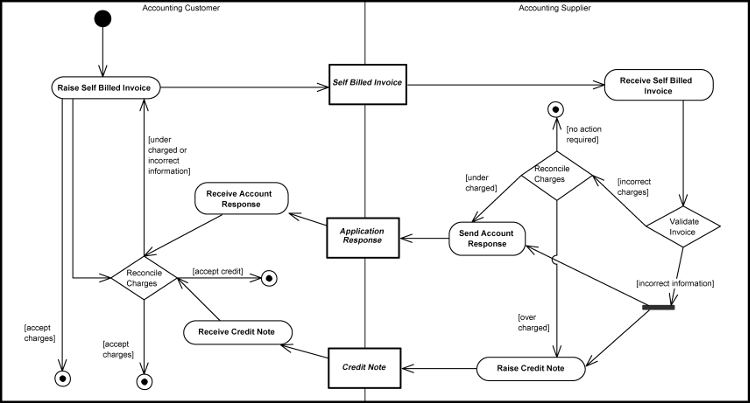 Accounting Customer
Accounting Supplier
Raise Self Billed Invoice
Self Billed Invoice
Receive Self Billed
Invoice
[under
charged or
incorrect
information]
[no action
required]
Reconcile
Charges
[under
charged]
[incorrect
charges]
Validate
Invoice
Receive Account
Response
Application
Response
Send Account
Response
Reconcile
Charges
[accept credit]
[incorrect information]
[over
charged]
Receive Credit Note
[accept
charges]
[accept
charges]
Credit Note
Raise Credit Note